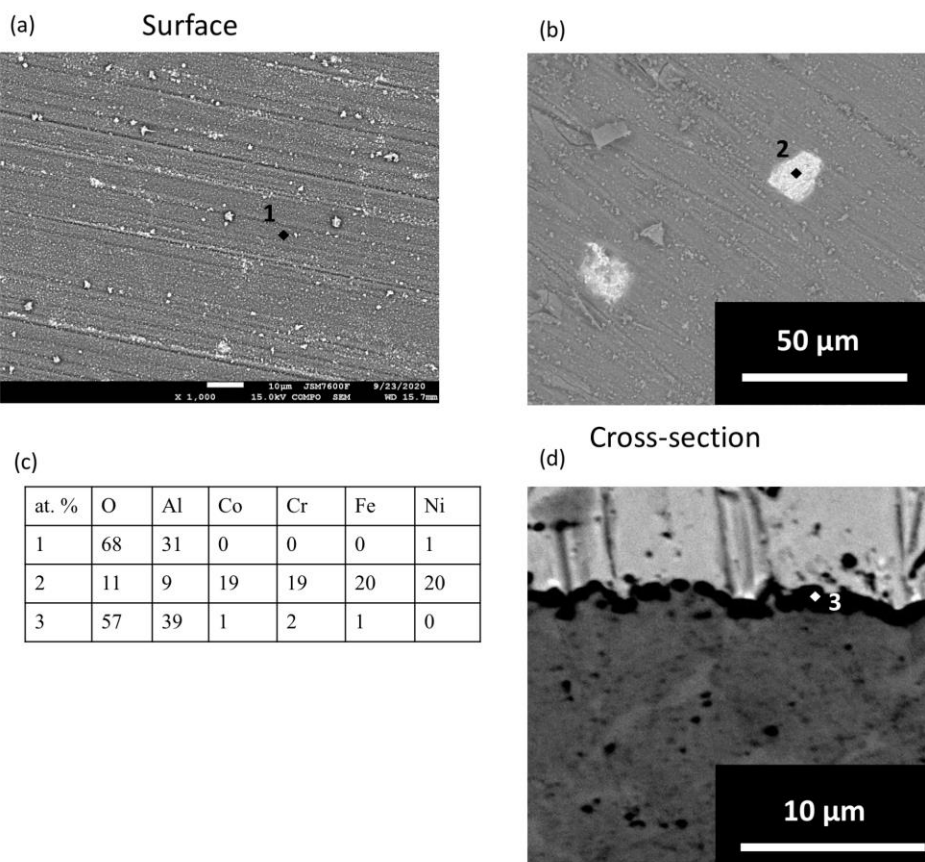 (a) Surface
(b)
1
2
10µm JSM7600F 9/23/2020
X 1,000 15.0kV COMPO SEM WD 15.7mm
50 µm
Cross-section
(c)
(d)
at. % O Al Co Cr Fe Ni
1 68 31 0 0 0 1
2 11 9 19 19 20 20
3 57 39 1 2 1 0
3
10 µm